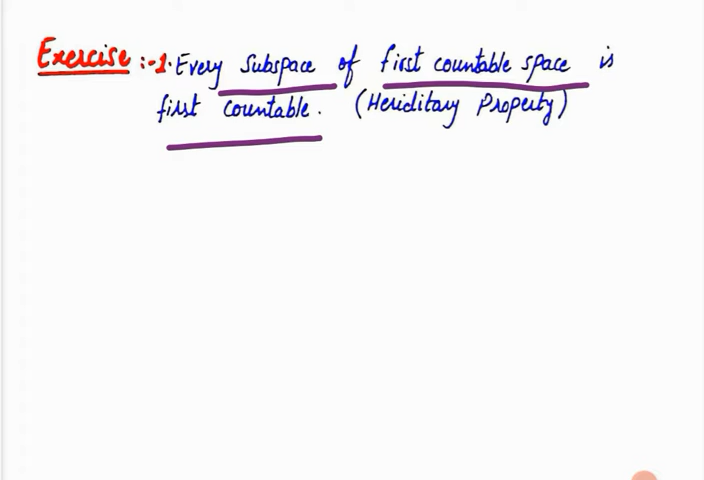 Exercise :-1. Every subspace of first countable space is
first countable. (Heriditary Property)